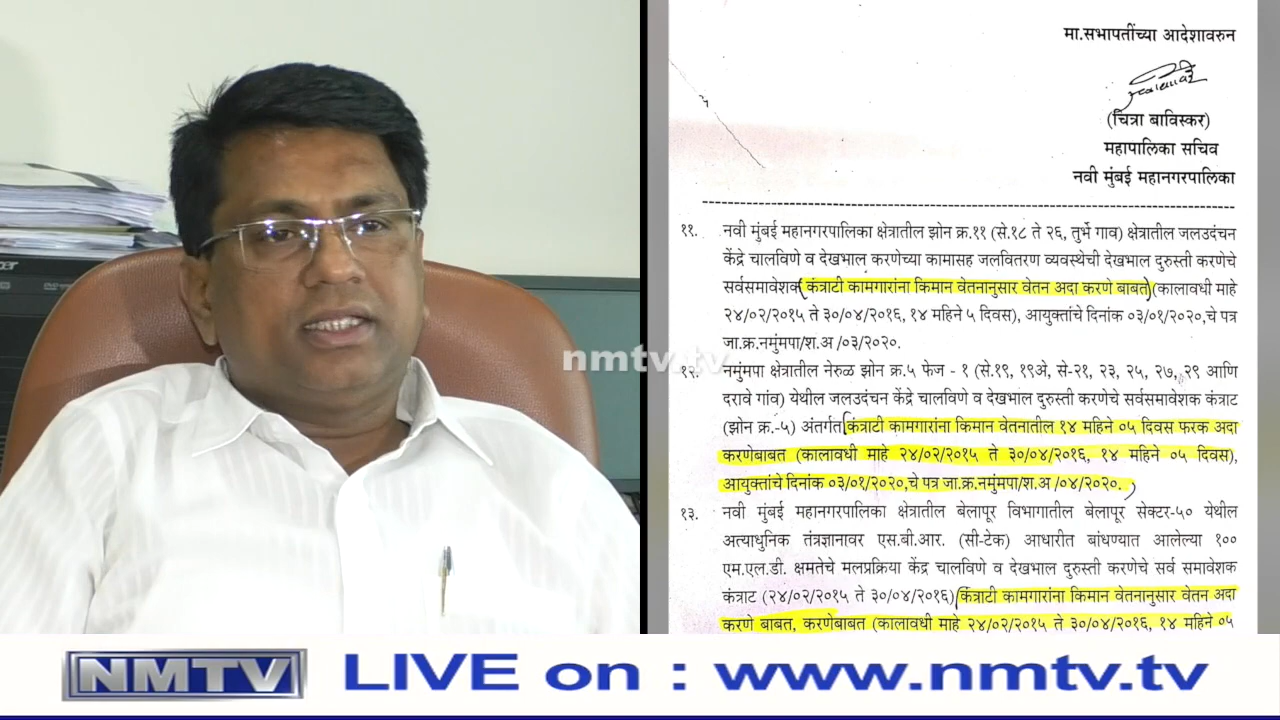 मा.सभापतींच्या आदेशावरुन
(चित्रा बाविस्कर)
महापालिका सचिव
नवी मुंबई महानगरपालिका
११. नवी मुंबई महानगरपालिका क्षेत्रातील झोन क्र.११ (से.१८ ते २६, तुर्भे गाव) क्षेत्रातील जलउदंचन
केंद्रे चालविणे व देखभाल करणेच्या कामासह जलवितरण व्यवस्थेची देखभाल दुरुस्ती करणेचे
सर्वसमावेशक कंत्राटी कामगारांना किमान वेतनानुसार वेतन अदा करणे बाबत (कालावधी माहे
२४/०२/२०१५ ते ३०/०४/२०१६, १४ महिने ५ दिवस), आयुक्तांचे दिनांक ०३/०१/२०२०,चे पत्र
जा.क्र.नमुंमपा/श.अ/०३/२०२०.
nmtv.tv
१२. नमुंमपा क्षेत्रातील नेरुळ झोन क्र.५ फेज - १ (से.१९, १९अे, से-२१, २३, २५, २७, २९ आणि
दरावे गांव) येथील जलउदंचन केंद्रे चालविणे व देखभाल दुरुस्ती करणेचे सर्वसमावेशक कंत्राट
(झोन क्र.-५) अंतर्गत कंत्राटी कामगारांना किमान वेतनातील १४ महिने ०५ दिवस फरक अदा
करणेबाबत (कालावधी माहे २४/०२/२०१५ ते ३०/०४/२०१६, १४ महिने ०५ दिवस),
आयुक्तांचे दिनांक ०३/०१/२०२०,चे पत्र जा.क्र.नमुंमपा/श.अ/०४/२०२०.
१३. नवी मुंबई महानगरपालिका क्षेत्रातील बेलापूर विभागातील बेलापूर सेक्टर-५० येथील
अत्याधुनिक तंत्रज्ञानावर एस.बी.आर. (सी-टेक) आधारीत बांधण्यात आलेल्या १००
एम.एल.डी. क्षमतेचे मलप्रक्रिया केंद्र चालविणे व देखभाल दुरुस्ती करणेचे सर्व समावेशक
कंत्राट (२४/०२/२०१५ ते ३०/०४/२०१६) कंत्राटी कामगारांना किमान वेतनानुसार वेतन अदा
करणे बाबत, करणेबाबत (कालावधी माहे २४/०२/२०१५ ते ३०/०४/२०१६, १४ महिने ०५
NMTV LIVE on : www.nmtv.tv